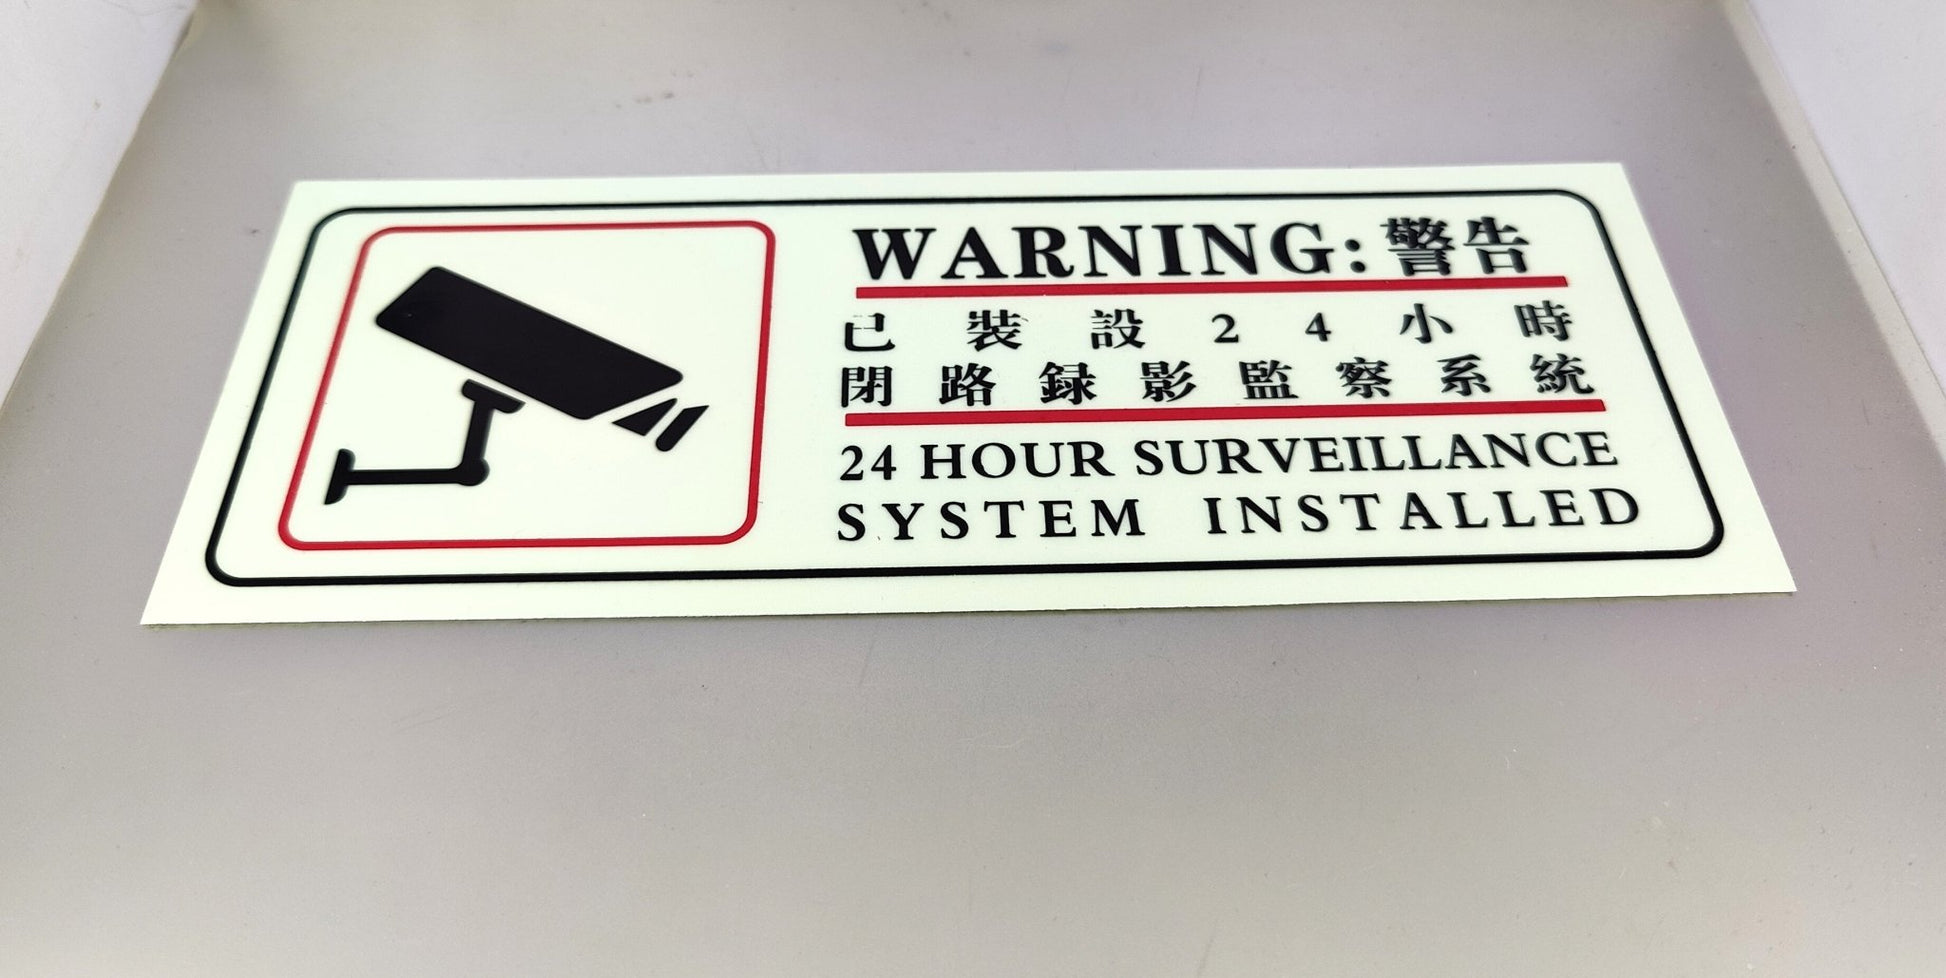 WARNING:警告
已裝設24小時
閉路録影監察系統
24 HOUR SURVEILLANCE
SYSTEM INSTALLED